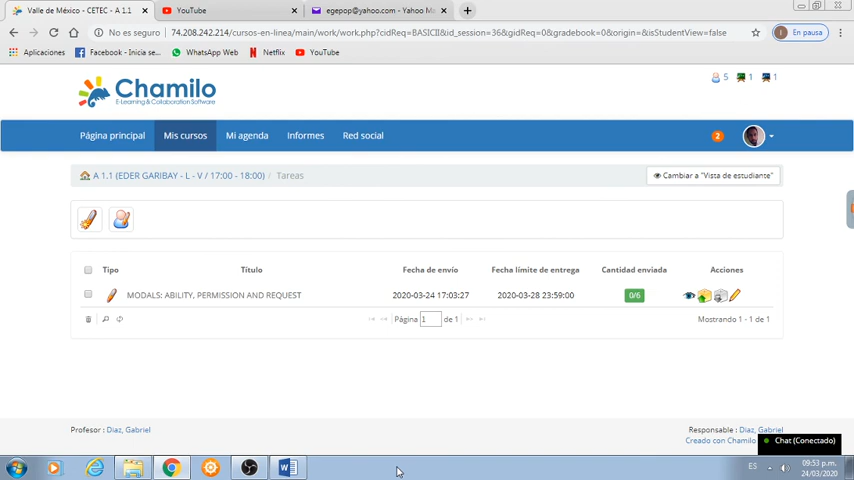 Valle de México - CETEC - A 1.1
YouTube
egepop@yahoo.com - Yahoo M
No es seguro
74.208.242.214/cursos-en-linea/main/work/work.php?cidReq=BASICII&id_session=36&gidReq=0&gradebook=0&origin=&isStudentView=false
En pausa
Aplicaciones
Facebook - Inicia se...
WhatsApp Web
Netflix
YouTube
Chamilo
E-Learning & Collaboration Software
5 1 1
Página principal
Mis cursos
Mi agenda
Informes
Red social
2
A 1.1 (EDER GARIBAY - L - V / 17:00 - 18:00) / Tareas
Cambiar a "Vista de estudiante"
Tipo Título Fecha de envío Fecha límite de entrega Cantidad enviada Acciones
MODALS: ABILITY, PERMISSION AND REQUEST 2020-03-24 17:03:27 2020-03-28 23:59:00 0/6
Página 1 de 1
Mostrando 1 - 1 de 1
Profesor : Diaz, Gabriel
Responsable : Diaz, Gabriel
Creado con Chamilo
Chat (Conectado)
ES
09:53 p.m.
24/03/2020